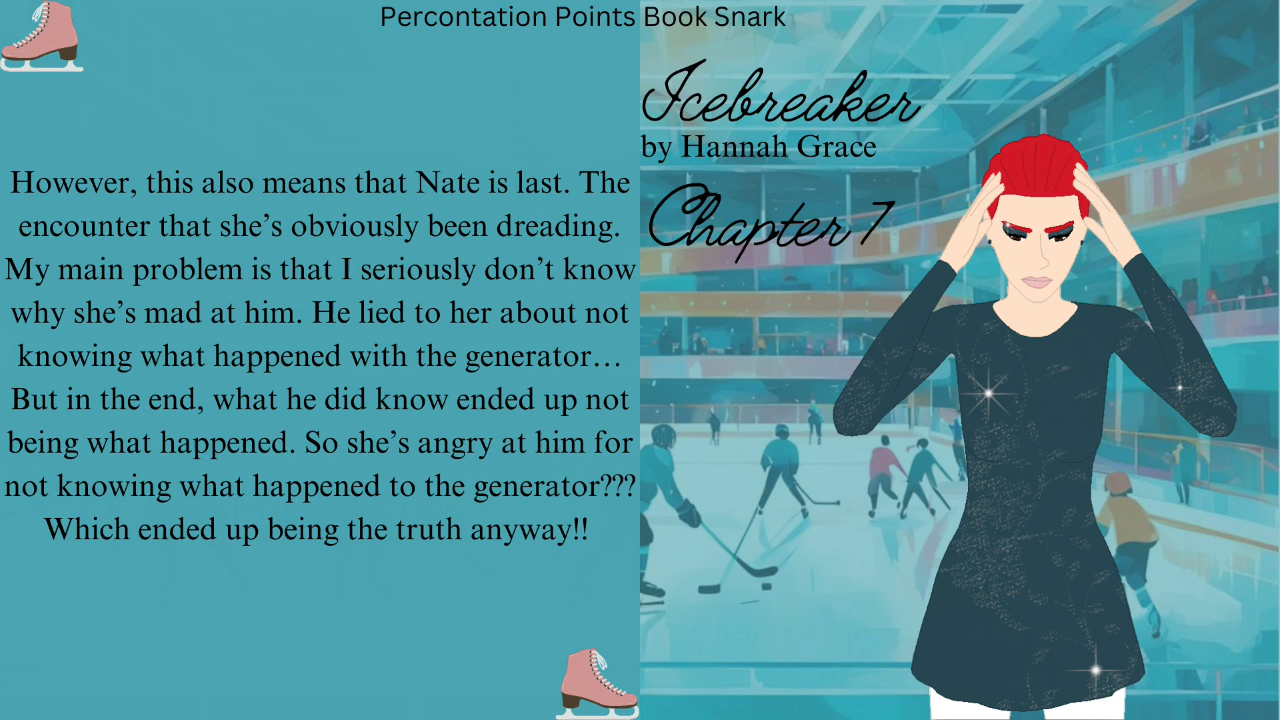 Percontation Points Book Snark
Icebreaker
by Hannah Grace
Chapter 7
However, this also means that Nate is last. The
encounter that she’s obviously been dreading.
My main problem is that I seriously don’t know
why she’s mad at him. He lied to her about not
knowing what happened with the generator…
But in the end, what he did know ended up not
being what happened. So she’s angry at him for
not knowing what happened to the generator???
Which ended up being the truth anyway!!